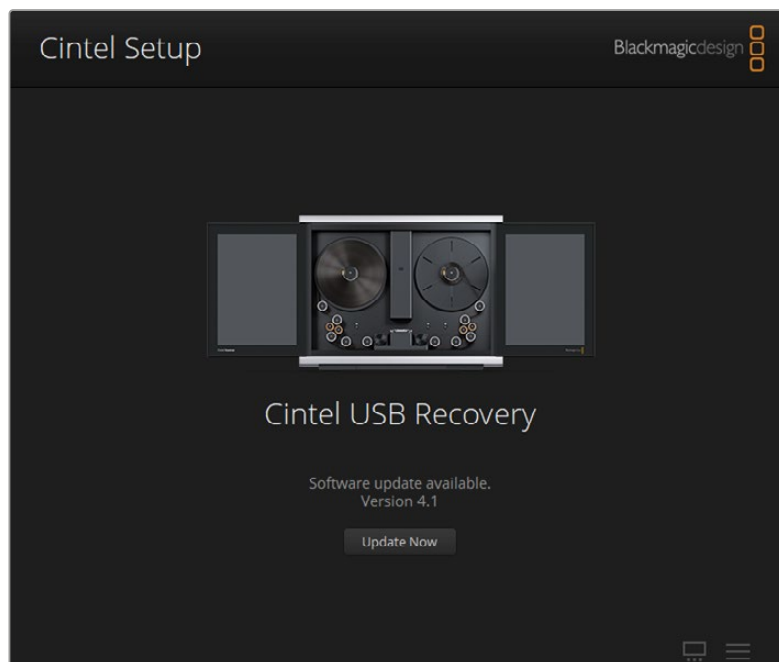 Cintel Setup
Blackmagicdesign
Cintel USB Recovery
Software update available.
Version 4.1
Update Now